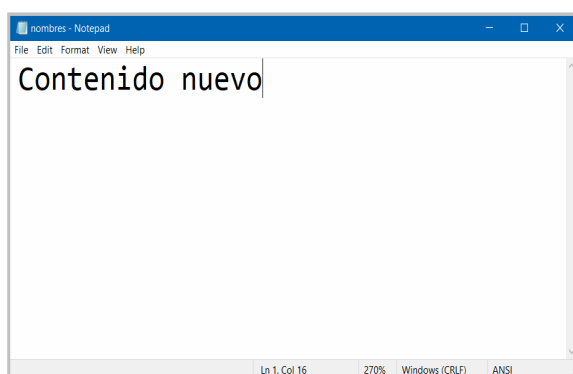 nombres - Notepad
File Edit Format View Help
Contenido nuevo
Ln 1, Col 16 270% Windows (CRLF) ANSI